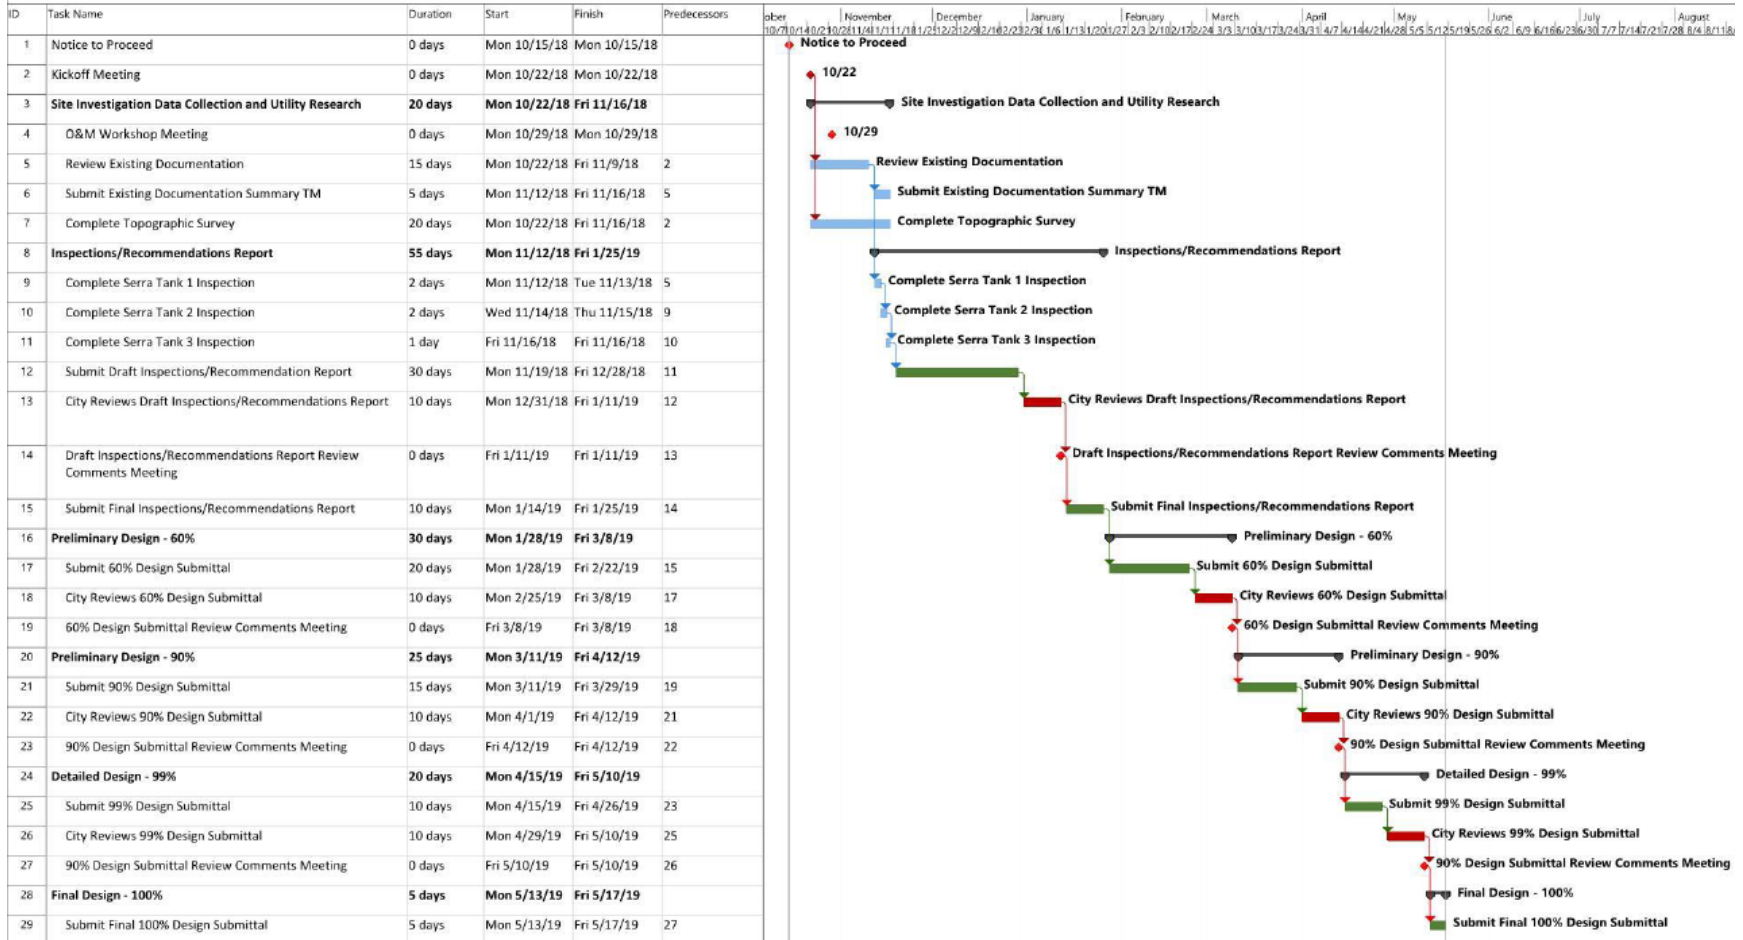 ID Task Name Duration Start Finish Predecessors
ober November December January February March April May June July August
1 Notice to Proceed 0 days Mon 10/15/18 Mon 10/15/18 Notice to Proceed
2 Kickoff Meeting 0 days Mon 10/22/18 Mon 10/22/18 10/22
3 Site Investigation Data Collection and Utility Research 20 days Mon 10/22/18 Fri 11/16/18 Site Investigation Data Collection and Utility Research
4 O&M Workshop Meeting 0 days Mon 10/29/18 Mon 10/29/18 10/29
5 Review Existing Documentation 15 days Mon 10/22/18 Fri 11/9/18 2 Review Existing Documentation
6 Submit Existing Documentation Summary TM 5 days Mon 11/12/18 Fri 11/16/18 5 Submit Existing Documentation Summary TM
7 Complete Topographic Survey 20 days Mon 10/22/18 Fri 11/16/18 2 Complete Topographic Survey
8 Inspections/Recommendations Report 55 days Mon 11/12/18 Fri 1/25/19 Inspections/Recommendations Report
9 Complete Serra Tank 1 Inspection 2 days Mon 11/12/18 Tue 11/13/18 5 Complete Serra Tank 1 Inspection
10 Complete Serra Tank 2 Inspection 2 days Wed 11/14/18 Thu 11/15/18 9 Complete Serra Tank 2 Inspection
11 Complete Serra Tank 3 Inspection 1 day Fri 11/16/18 Fri 11/16/18 10 Complete Serra Tank 3 Inspection
12 Submit Draft Inspections/Recommendation Report 30 days Mon 11/19/18 Fri 12/28/18 11
13 City Reviews Draft Inspections/Recommendations Report 10 days Mon 12/31/18 Fri 1/11/19 12 City Reviews Draft Inspections/Recommendations Report
14 Draft Inspections/Recommendations Report Review 0 days Fri 1/11/19 Fri 1/11/19 13 Draft Inspections/Recommendations Report Review Comments Meeting
Comments Meeting
15 Submit Final Inspections/Recommendations Report 10 days Mon 1/14/19 Fri 1/25/19 14 Submit Final Inspections/Recommendations Report
16 Preliminary Design - 60% 30 days Mon 1/28/19 Fri 3/8/19 Preliminary Design - 60%
17 Submit 60% Design Submittal 20 days Mon 1/28/19 Fri 2/22/19 15 Submit 60% Design Submittal
18 City Reviews 60% Design Submittal 10 days Mon 2/25/19 Fri 3/8/19 17 City Reviews 60% Design Submittal
19 60% Design Submittal Review Comments Meeting 0 days Fri 3/8/19 Fri 3/8/19 18 60% Design Submittal Review Comments Meeting
20 Preliminary Design - 90% 25 days Mon 3/11/19 Fri 4/12/19 Preliminary Design - 90%
21 Submit 90% Design Submittal 15 days Mon 3/11/19 Fri 3/29/19 19 Submit 90% Design Submittal
22 City Reviews 90% Design Submittal 10 days Mon 4/1/19 Fri 4/12/19 21 City Reviews 90% Design Submittal
23 90% Design Submittal Review Comments Meeting 0 days Fri 4/12/19 Fri 4/12/19 22 90% Design Submittal Review Comments Meeting
24 Detailed Design - 99% 20 days Mon 4/15/19 Fri 5/10/19 Detailed Design - 99%
25 Submit 99% Design Submittal 10 days Mon 4/15/19 Fri 4/26/19 23 Submit 99% Design Submittal
26 City Reviews 99% Design Submittal 10 days Mon 4/29/19 Fri 5/10/19 25 City Reviews 99% Design Submittal
27 90% Design Submittal Review Comments Meeting 0 days Fri 5/10/19 Fri 5/10/19 26 90% Design Submittal Review Comments Meeting
28 Final Design - 100% 5 days Mon 5/13/19 Fri 5/17/19 Final Design - 100%
29 Submit Final 100% Design Submittal 5 days Mon 5/13/19 Fri 5/17/19 27 Submit Final 100% Design Submittal